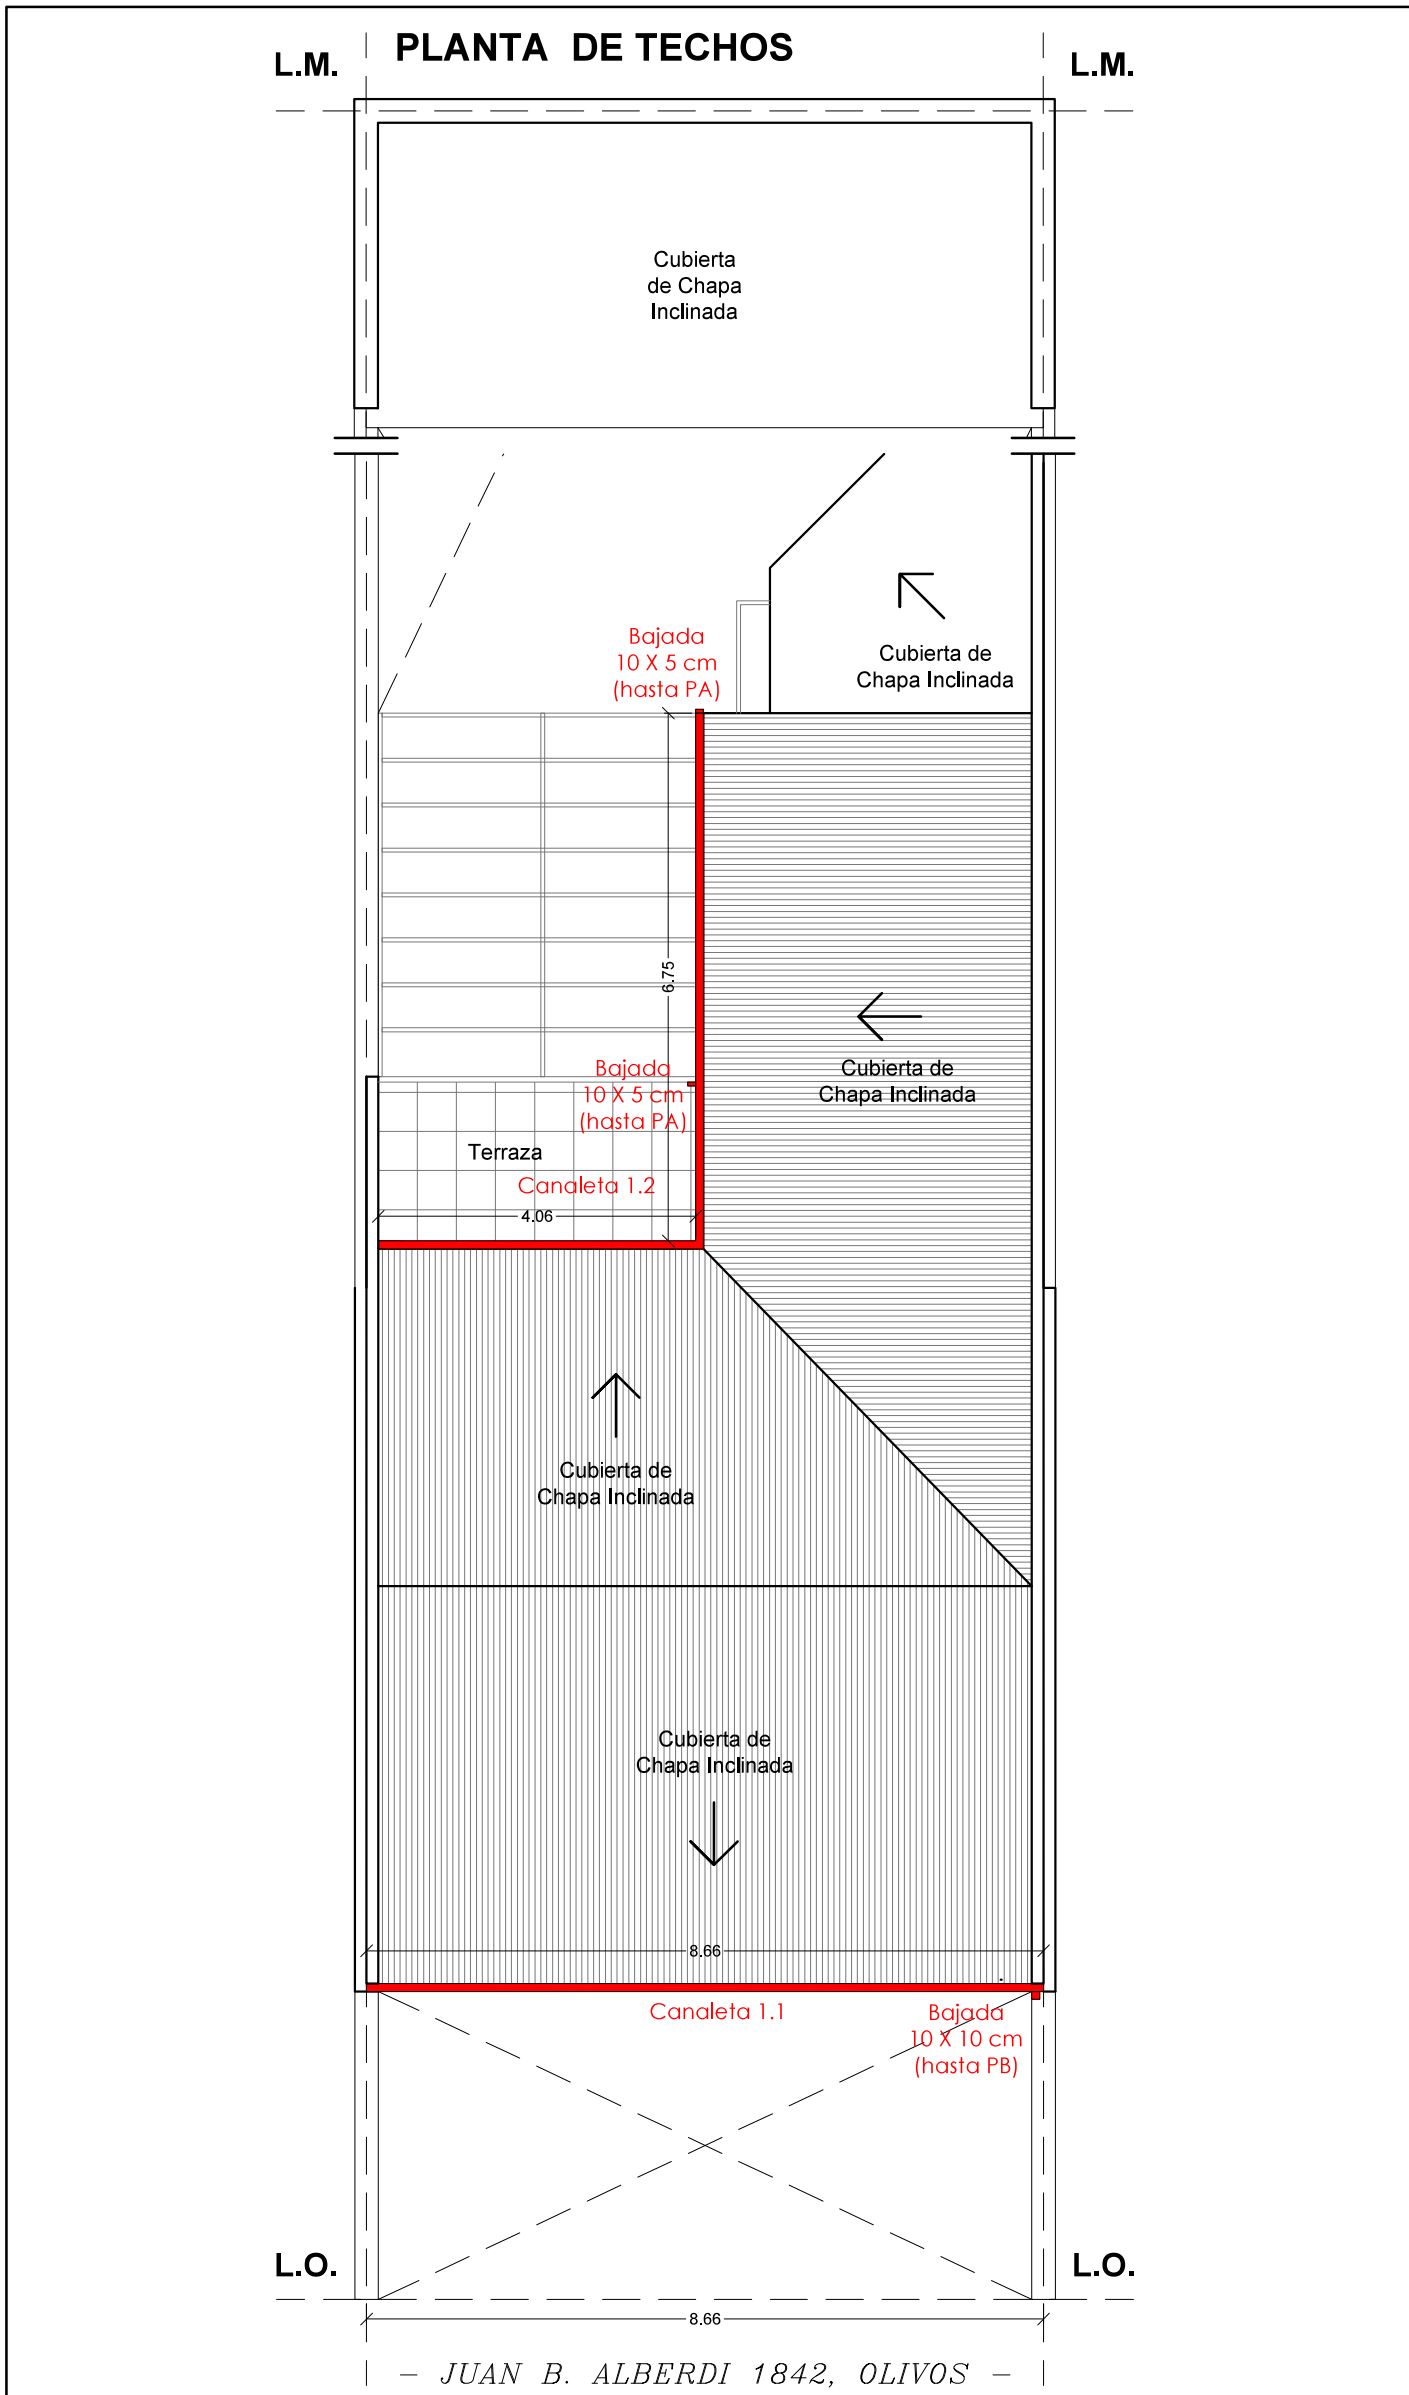 PLANTA DE TECHOS
L.M.
L.M.
Cubierta
de Chapa
Inclinada
Bajada
10 X 5 cm
(hasta PA)
Cubierta de
Chapa Inclinada
6.75
Cubierta de
Chapa Inclinada
Bajada
10 X 5 cm
(hasta PA)
Terraza
Canaleta 1.2
4.06
Cubierta de
Chapa Inclinada
Cubierta de
Chapa Inclinada
8.66
Canaleta 1.1
Bajada
10 X 10 cm
(hasta PB)
L.O.
L.O.
8.66
- JUAN B. ALBERDI 1842, OLIVOS -